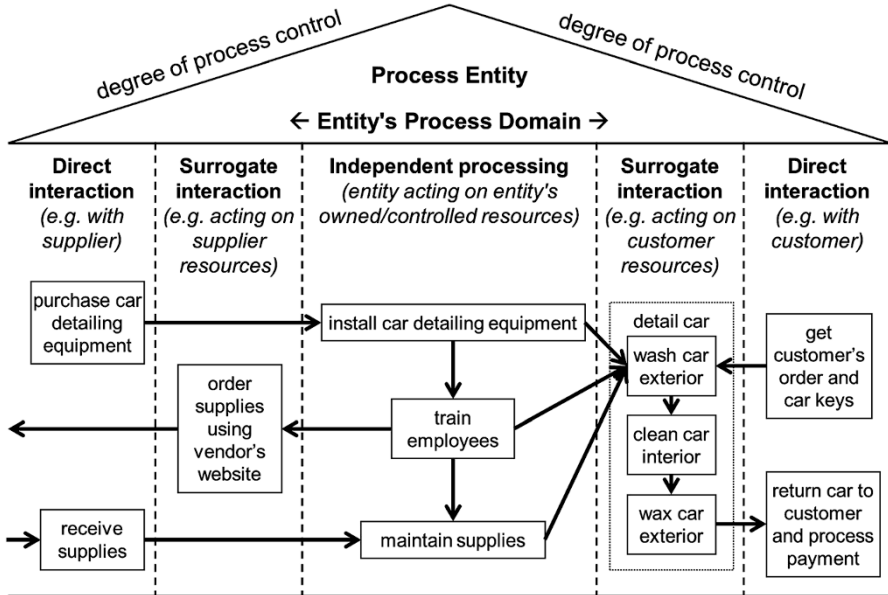 degree of process control
degree of process control
Process Entity
← Entity's Process Domain →
Direct
interaction
(e.g. with
supplier)
Surrogate
interaction
(e.g. acting on
supplier
resources)
Independent processing
(entity acting on entity's
owned/controlled resources)
Surrogate
interaction
(e.g. acting on
customer
resources)
Direct
interaction
(e.g. with
customer)
purchase car
detailing
equipment
install car detailing equipment
detail car
wash car
exterior
get
customer's
order and
car keys
order
supplies
using
vendor's
website
train
employees
clean car
interior
receive
supplies
maintain supplies
wax car
exterior
return car to
customer
and process
payment